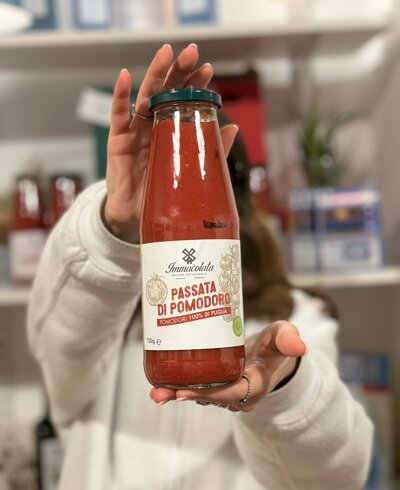 Immacolata
PASSATA
DI POMODORO
POMODORI 100% DI PUGLIA
720g